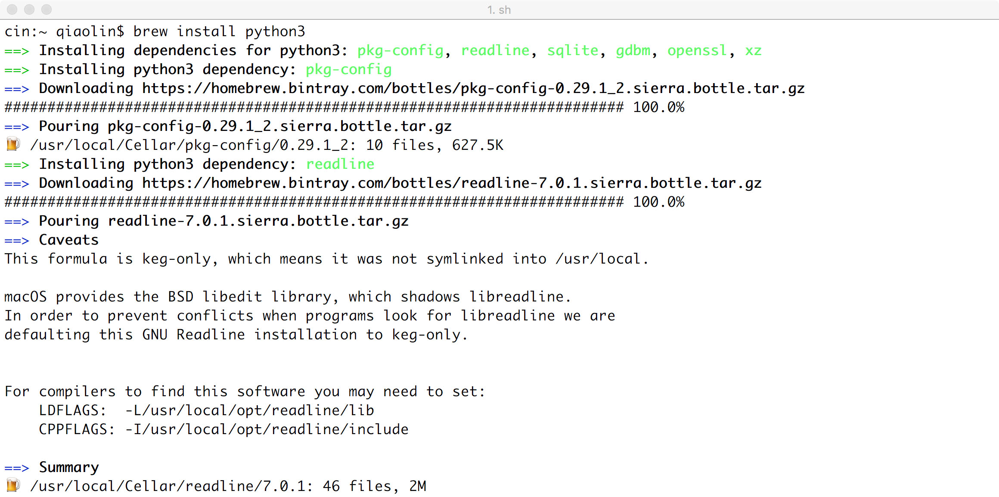 1. sh
cin:~ qiaolin$ brew install python3
==> Installing dependencies for python3: pkg-config, readline, sqlite, gdbm, openssl, xz
==> Installing python3 dependency: pkg-config
==> Downloading https://homebrew.bintray.com/bottles/pkg-config-0.29.1_2.sierra.bottle.tar.gz
######################################################################## 100.0%
==> Pouring pkg-config-0.29.1_2.sierra.bottle.tar.gz
🍺 /usr/local/Cellar/pkg-config/0.29.1_2: 10 files, 627.5K
==> Installing python3 dependency: readline
==> Downloading https://homebrew.bintray.com/bottles/readline-7.0.1.sierra.bottle.tar.gz
######################################################################## 100.0%
==> Pouring readline-7.0.1.sierra.bottle.tar.gz
==> Caveats
This formula is keg-only, which means it was not symlinked into /usr/local.
macOS provides the BSD libedit library, which shadows libreadline.
In order to prevent conflicts when programs look for libreadline we are
defaulting this GNU Readline installation to keg-only.
For compilers to find this software you may need to set:
    LDFLAGS:  -L/usr/local/opt/readline/lib
    CPPFLAGS: -I/usr/local/opt/readline/include
==> Summary
🍺 /usr/local/Cellar/readline/7.0.1: 46 files, 2M